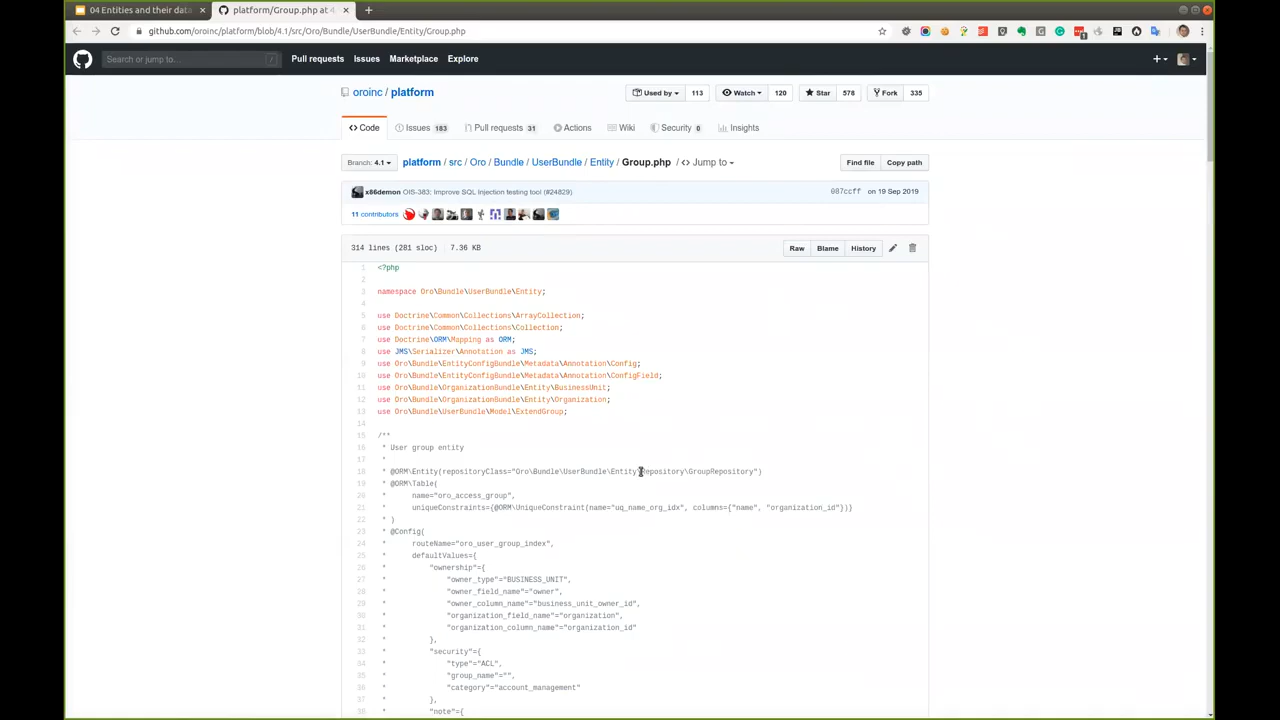 04 Entities and their data
platform/Group.php at 4.
github.com/oroinc/platform/blob/4.1/src/Oro/Bundle/UserBundle/Entity/Group.php
Search or jump to...
Pull requests Issues Marketplace Explore
oroinc / platform
Used by 113 Watch 120 Star 578 Fork 335
Code Issues 183 Pull requests 31 Actions Wiki Security 0 Insights
Branch: 4.1 platform / src / Oro / Bundle / UserBundle / Entity / Group.php / <> Jump to Find file Copy path
x86demon OIS-383: Improve SQL Injection testing tool (#24829) 087ccff on 19 Sep 2019
11 contributors
314 lines (281 sloc) 7.36 KB Raw Blame History
1 <?php
2
3 namespace Oro\Bundle\UserBundle\Entity;
4
5 use Doctrine\Common\Collections\ArrayCollection;
6 use Doctrine\Common\Collections\Collection;
7 use Doctrine\ORM\Mapping as ORM;
8 use JMS\Serializer\Annotation as JMS;
9 use Oro\Bundle\EntityConfigBundle\Metadata\Annotation\Config;
10 use Oro\Bundle\EntityConfigBundle\Metadata\Annotation\ConfigField;
11 use Oro\Bundle\OrganizationBundle\Entity\BusinessUnit;
12 use Oro\Bundle\OrganizationBundle\Entity\Organization;
13 use Oro\Bundle\UserBundle\Model\ExtendGroup;
14
15 /**
16 * User group entity
17 *
18 * @ORM\Entity(repositoryClass="Oro\Bundle\UserBundle\Entity\Repository\GroupRepository")
19 * @ORM\Table(
20 * name="oro_access_group",
21 * uniqueConstraints={@ORM\UniqueConstraint(name="uq_name_org_idx", columns={"name", "organization_id"})}
22 * )
23 * @Config(
24 * routeName="oro_user_group_index",
25 * defaultValues={
26 * "ownership"={
27 * "owner_type"="BUSINESS_UNIT",
28 * "owner_field_name"="owner",
29 * "owner_column_name"="business_unit_owner_id",
30 * "organization_field_name"="organization",
31 * "organization_column_name"="organization_id"
32 * },
33 * "security"={
34 * "type"="ACL",
35 * "group_name"="",
36 * "category"="account_management"
37 * },
38 * "note"={